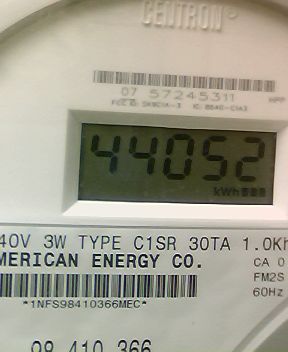 CENTRON
07 57245311
44052
kWh
40V 3W TYPE C1SR 30TA 1.0Kh
MERICAN ENERGY CO.
CA 0
FM2S
60Hz
*1NFS98410366MEC*
98 410 366